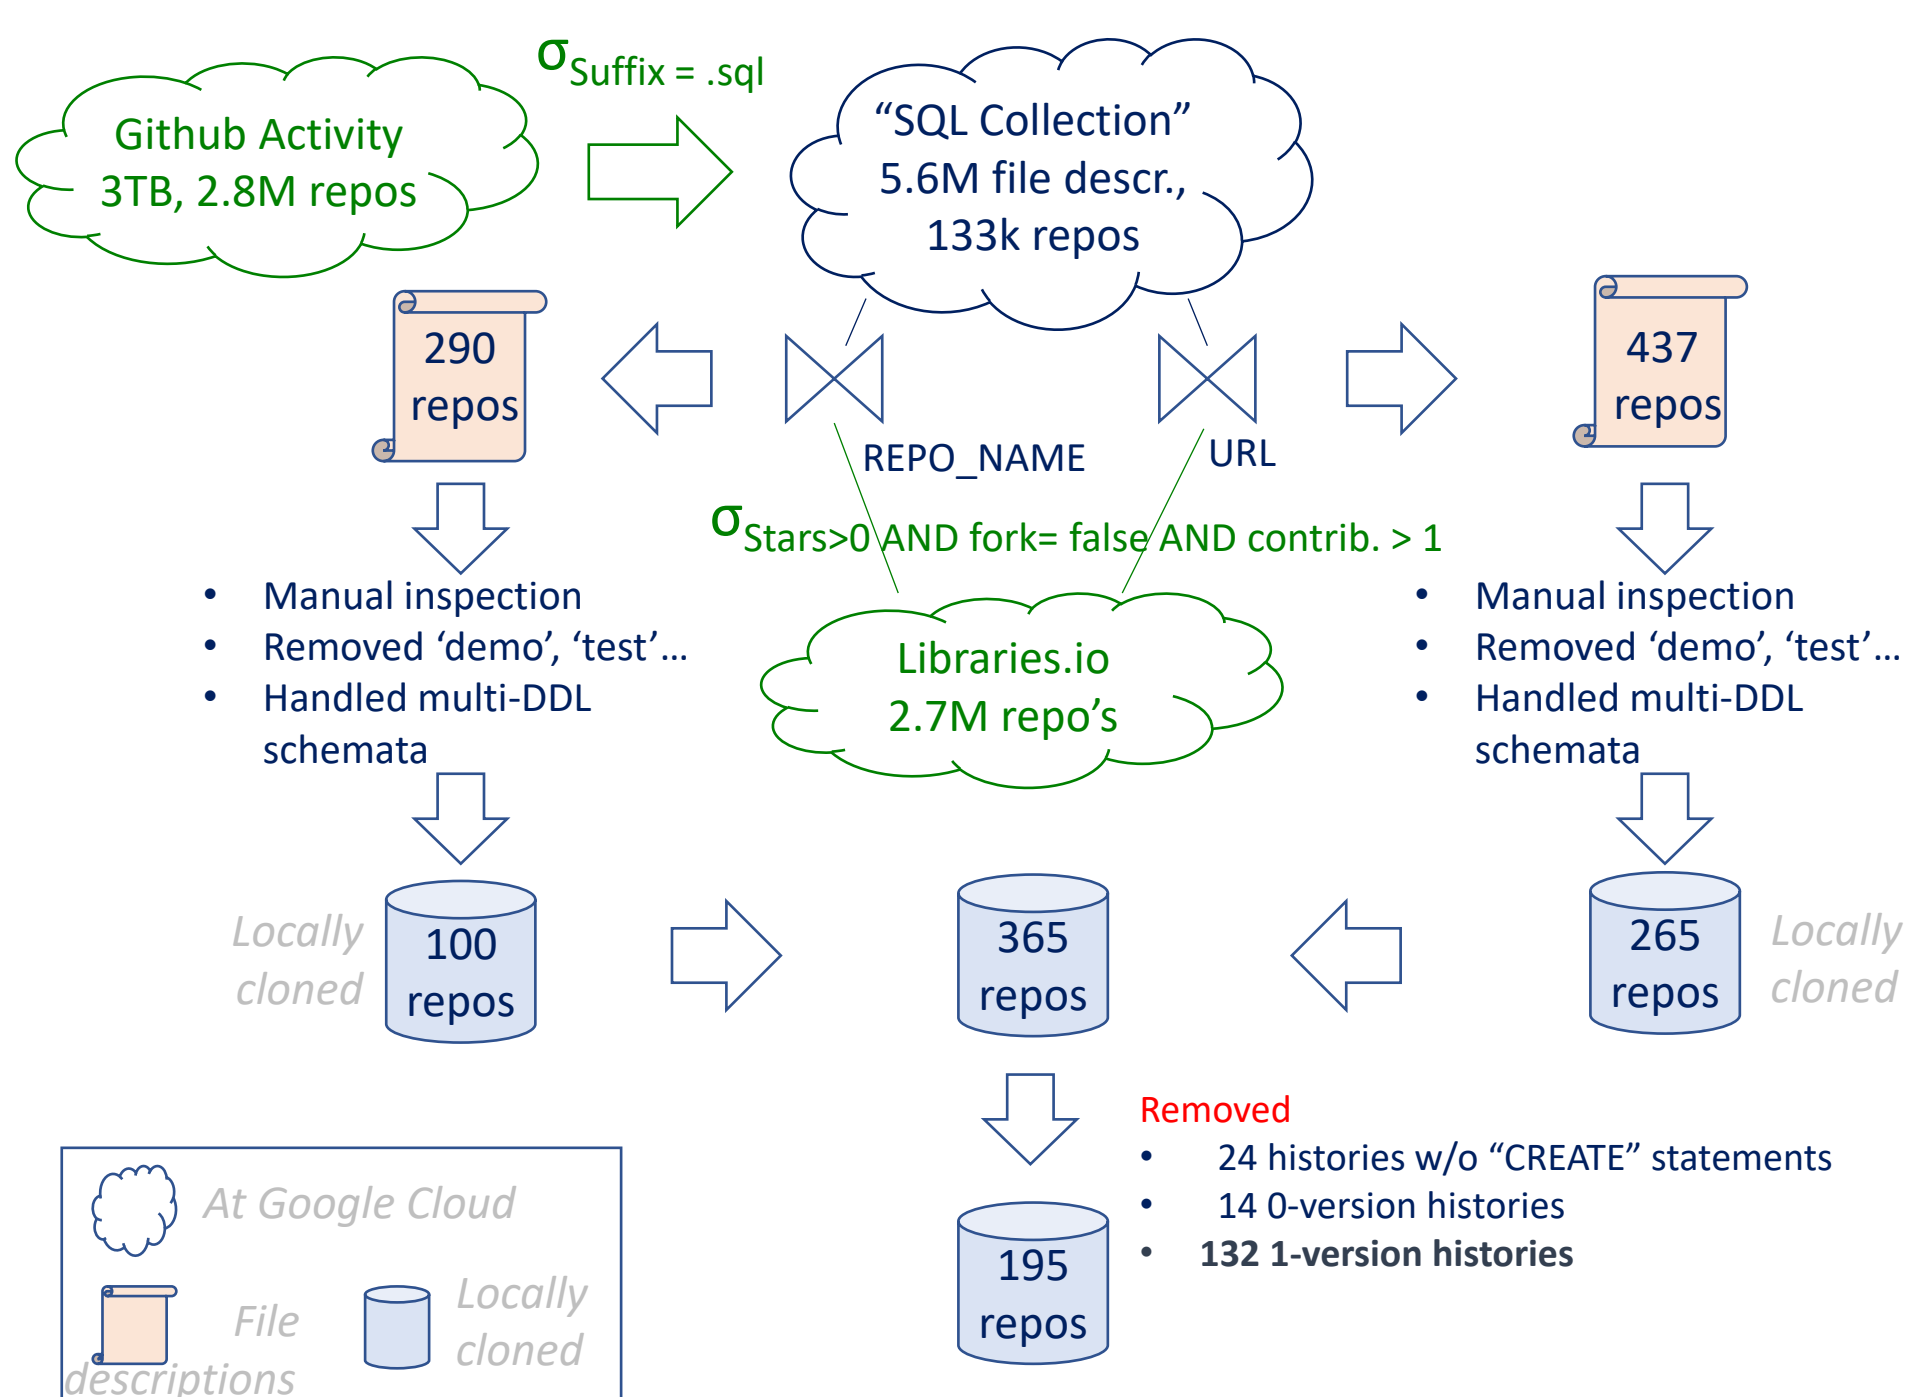 σSuffix = .sql
Github Activity
3TB, 2.8M repos
“SQL Collection”
5.6M file descr.,
133k repos
290
repos
437
repos
REPO_NAME
URL
σStars>0 AND fork= false AND contrib. > 1
• Manual inspection
• Removed ‘demo’, ‘test’...
• Handled multi-DDL
schemata
Libraries.io
2.7M repo’s
• Manual inspection
• Removed ‘demo’, ‘test’...
• Handled multi-DDL
schemata
Locally
cloned
100
repos
365
repos
265
repos
Locally
cloned
Removed
• 24 histories w/o “CREATE” statements
• 14 0-version histories
• 132 1-version histories
195
repos
At Google Cloud
File
descriptions
Locally
cloned